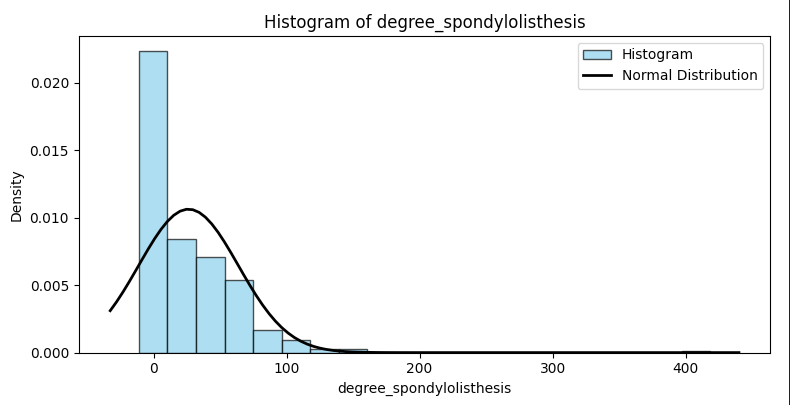 Histogram of degree_spondylolisthesis
Histogram
Normal Distribution
Density
0.020
0.015
0.010
0.005
0.000
0
100
200
300
400
degree_spondylolisthesis